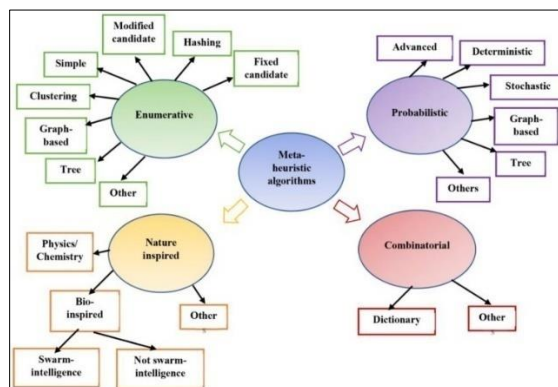 Modified
candidate
Hashing
Simple
Fixed
candidate
Clustering
Enumerative
Graph-
based
Tree
Other
Advanced
Deterministic
Stochastic
Probabilistic
Graph-
based
Tree
Others
Meta-
heuristic
algorithms
Physics/
Chemistry
Nature
inspired
Bio-
inspired
Other
Swarm-
intelligence
Not swarm-
intelligence
Combinatorial
Dictionary
Other